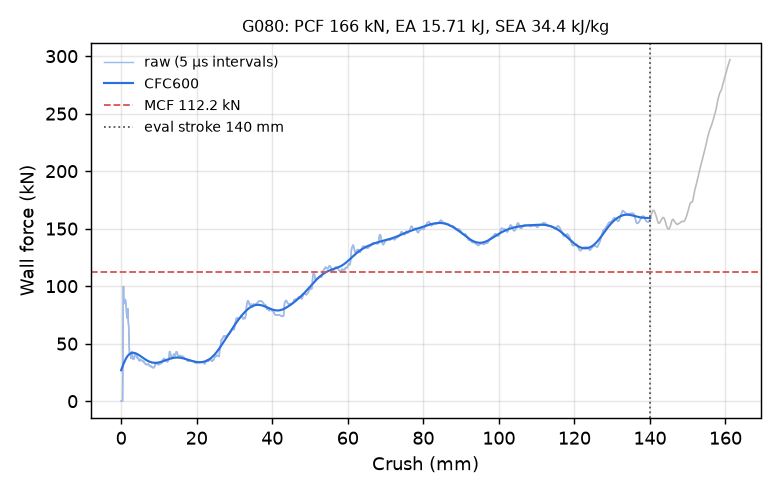 G080: PCF 166 kN, EA 15.71 kJ, SEA 34.4 kJ/kg
raw (5 µs intervals)
CFC600
MCF 112.2 kN
eval stroke 140 mm
Wall force (kN)
300
250
200
150
100
50
0
0 20 40 60 80 100 120 140 160
Crush (mm)